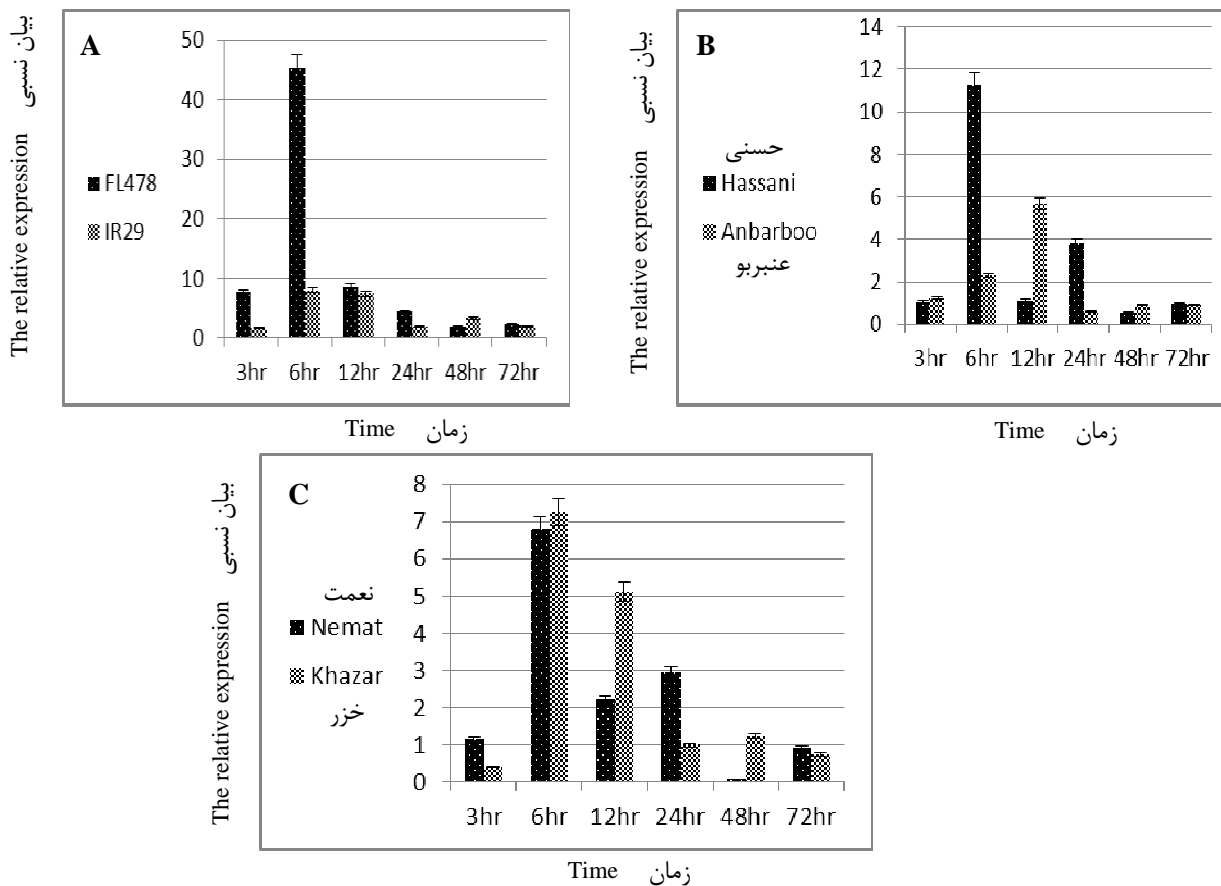 A
بیان نسبی
The relative expression
50
40
30
20
10
0
FL478
IR29
3hr 6hr 12hr 24hr 48hr 72hr
Time زمان
B
بیان نسبی
The relative expression
14
12
10
8
6
4
2
0
حسنی
Hassani
Anbarboo
عنبربو
3hr 6hr 12hr 24hr 48hr 72hr
Time زمان
C
بیان نسبی
The relative expression
8
7
6
5
4
3
2
1
0
نعمت
Nemat
Khazar
خزر
3hr 6hr 12hr 24hr 48hr 72hr
Time زمان